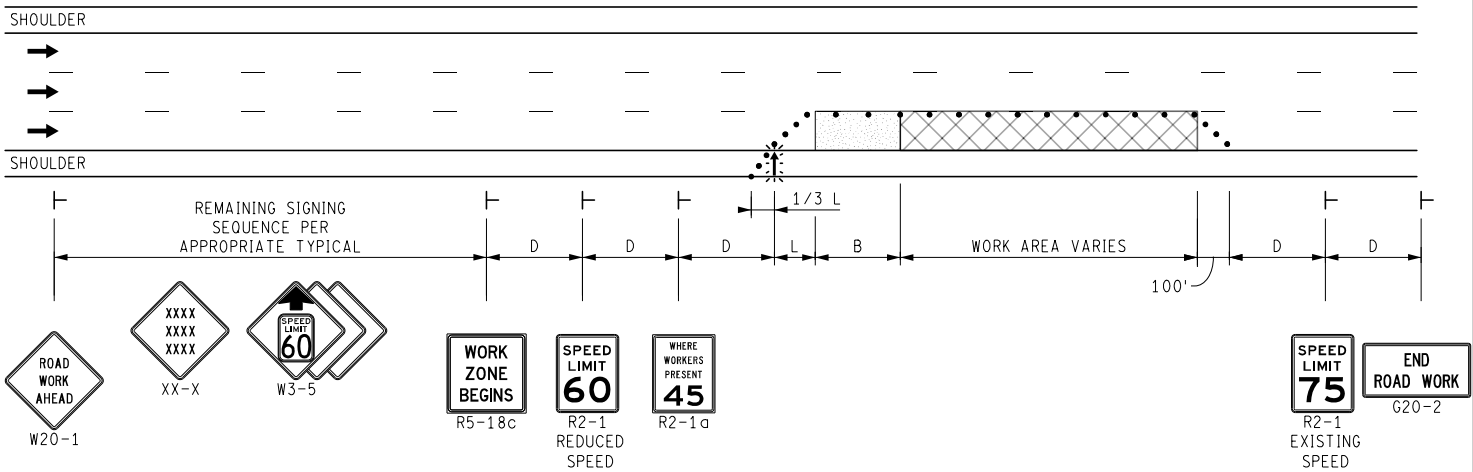 SHOULDER
SHOULDER
1/3 L
REMAINING SIGNING
SEQUENCE PER
APPROPRIATE TYPICAL
D
D
D
L
B
WORK AREA VARIES
D
D
100'
ROAD
WORK
AHEAD
W20-1
XXXX
XXXX
XXXX
XX-X
SPEED
LIMIT
60
W3-5
WORK
ZONE
BEGINS
R5-18c
SPEED
LIMIT
60
R2-1
REDUCED
SPEED
WHERE
WORKERS
PRESENT
45
R2-1a
SPEED
LIMIT
75
R2-1
EXISTING
SPEED
END
ROAD WORK
G20-2